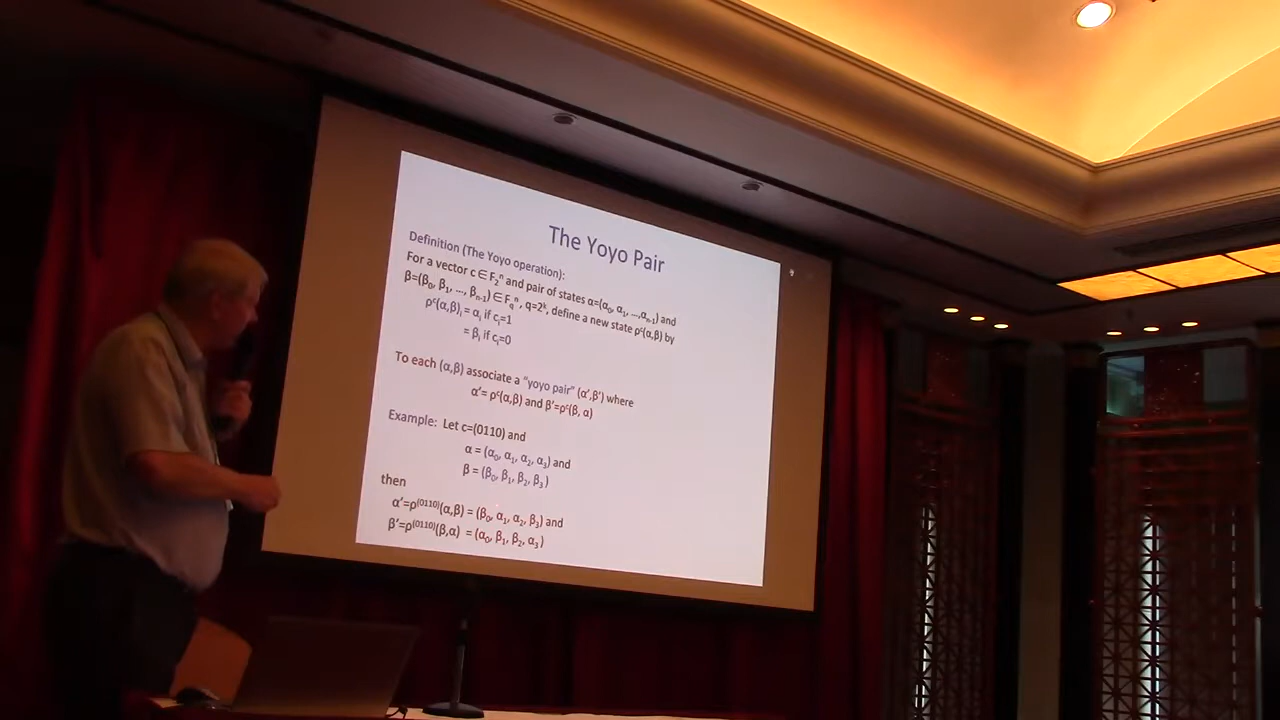 The Yoyo Pair
Definition (The Yoyo operation):
For a vector c ∈ F₂ⁿ and pair of states α=(α₀, α₁, ...,αₙ₋₁) and
β=(β₀, β₁, ..., βₙ₋₁) ∈ F_qⁿ, q=2ᵏ, define a new state ρᶜ(α,β) by
ρᶜ(α,β)ᵢ = αᵢ if cᵢ=1
= βᵢ if cᵢ=0
To each (α,β) associate a “yoyo pair” (α’,β’) where
α’= ρᶜ(α,β) and β’=ρᶜ(β, α)
Example: Let c=(0110) and
α = (α₀, α₁, α₂, α₃) and
β = (β₀, β₁, β₂, β₃ )
then
α’=ρ⁽⁰¹¹⁰⁾(α,β) = (β₀, α₁, α₂, β₃) and
β’=ρ⁽⁰¹¹⁰⁾(β,α) = (α₀, β₁, β₂, α₃ )